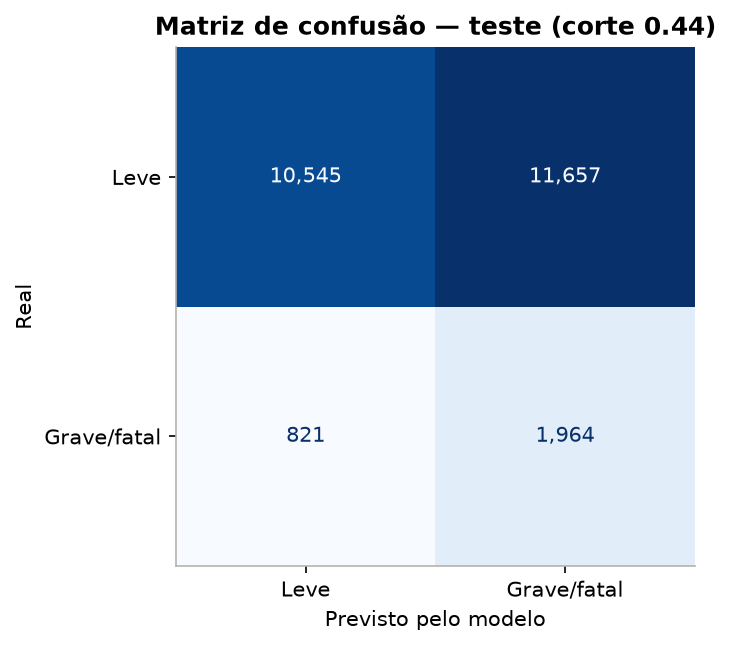 Matriz de confusão — teste (corte 0.44)
10,545
11,657
Leve
Real
Grave/fatal
821
1,964
Leve
Grave/fatal
Previsto pelo modelo